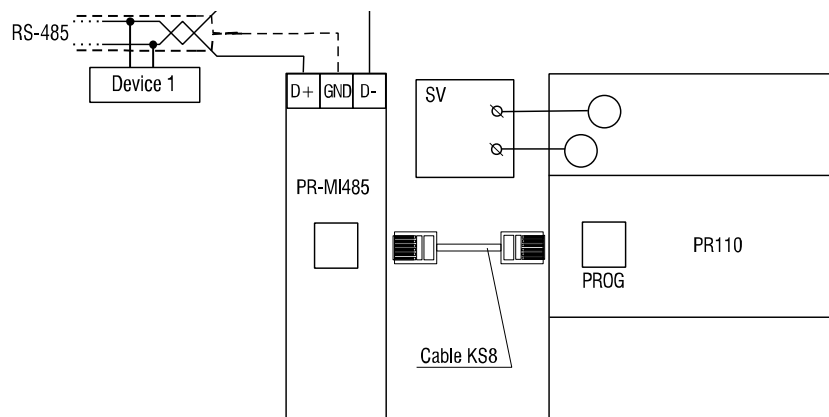 RS-485
Device 1
D+ GND D-
SV
PR-MI485
PR110
PROG
Cable KS8